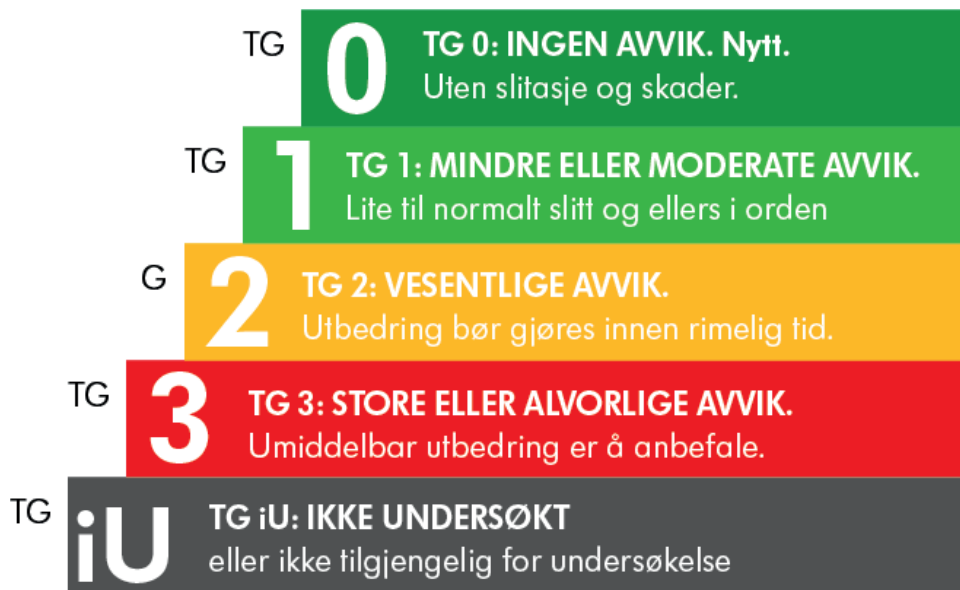 TG 0 TG 0: INGEN AVVIK. Nytt.
Uten slitasje og skader.
TG 1 TG 1: MINDRE ELLER MODERATE AVVIK.
Lite til normalt slitt og ellers i orden
G 2 TG 2: VESENTLIGE AVVIK.
Utbedring bør gjøres innen rimelig tid.
TG 3 TG 3: STORE ELLER ALVORLIGE AVVIK.
Umiddelbar utbedring er å anbefale.
TG iU TG iU: IKKE UNDERSØKT
eller ikke tilgjengelig for undersøkelse